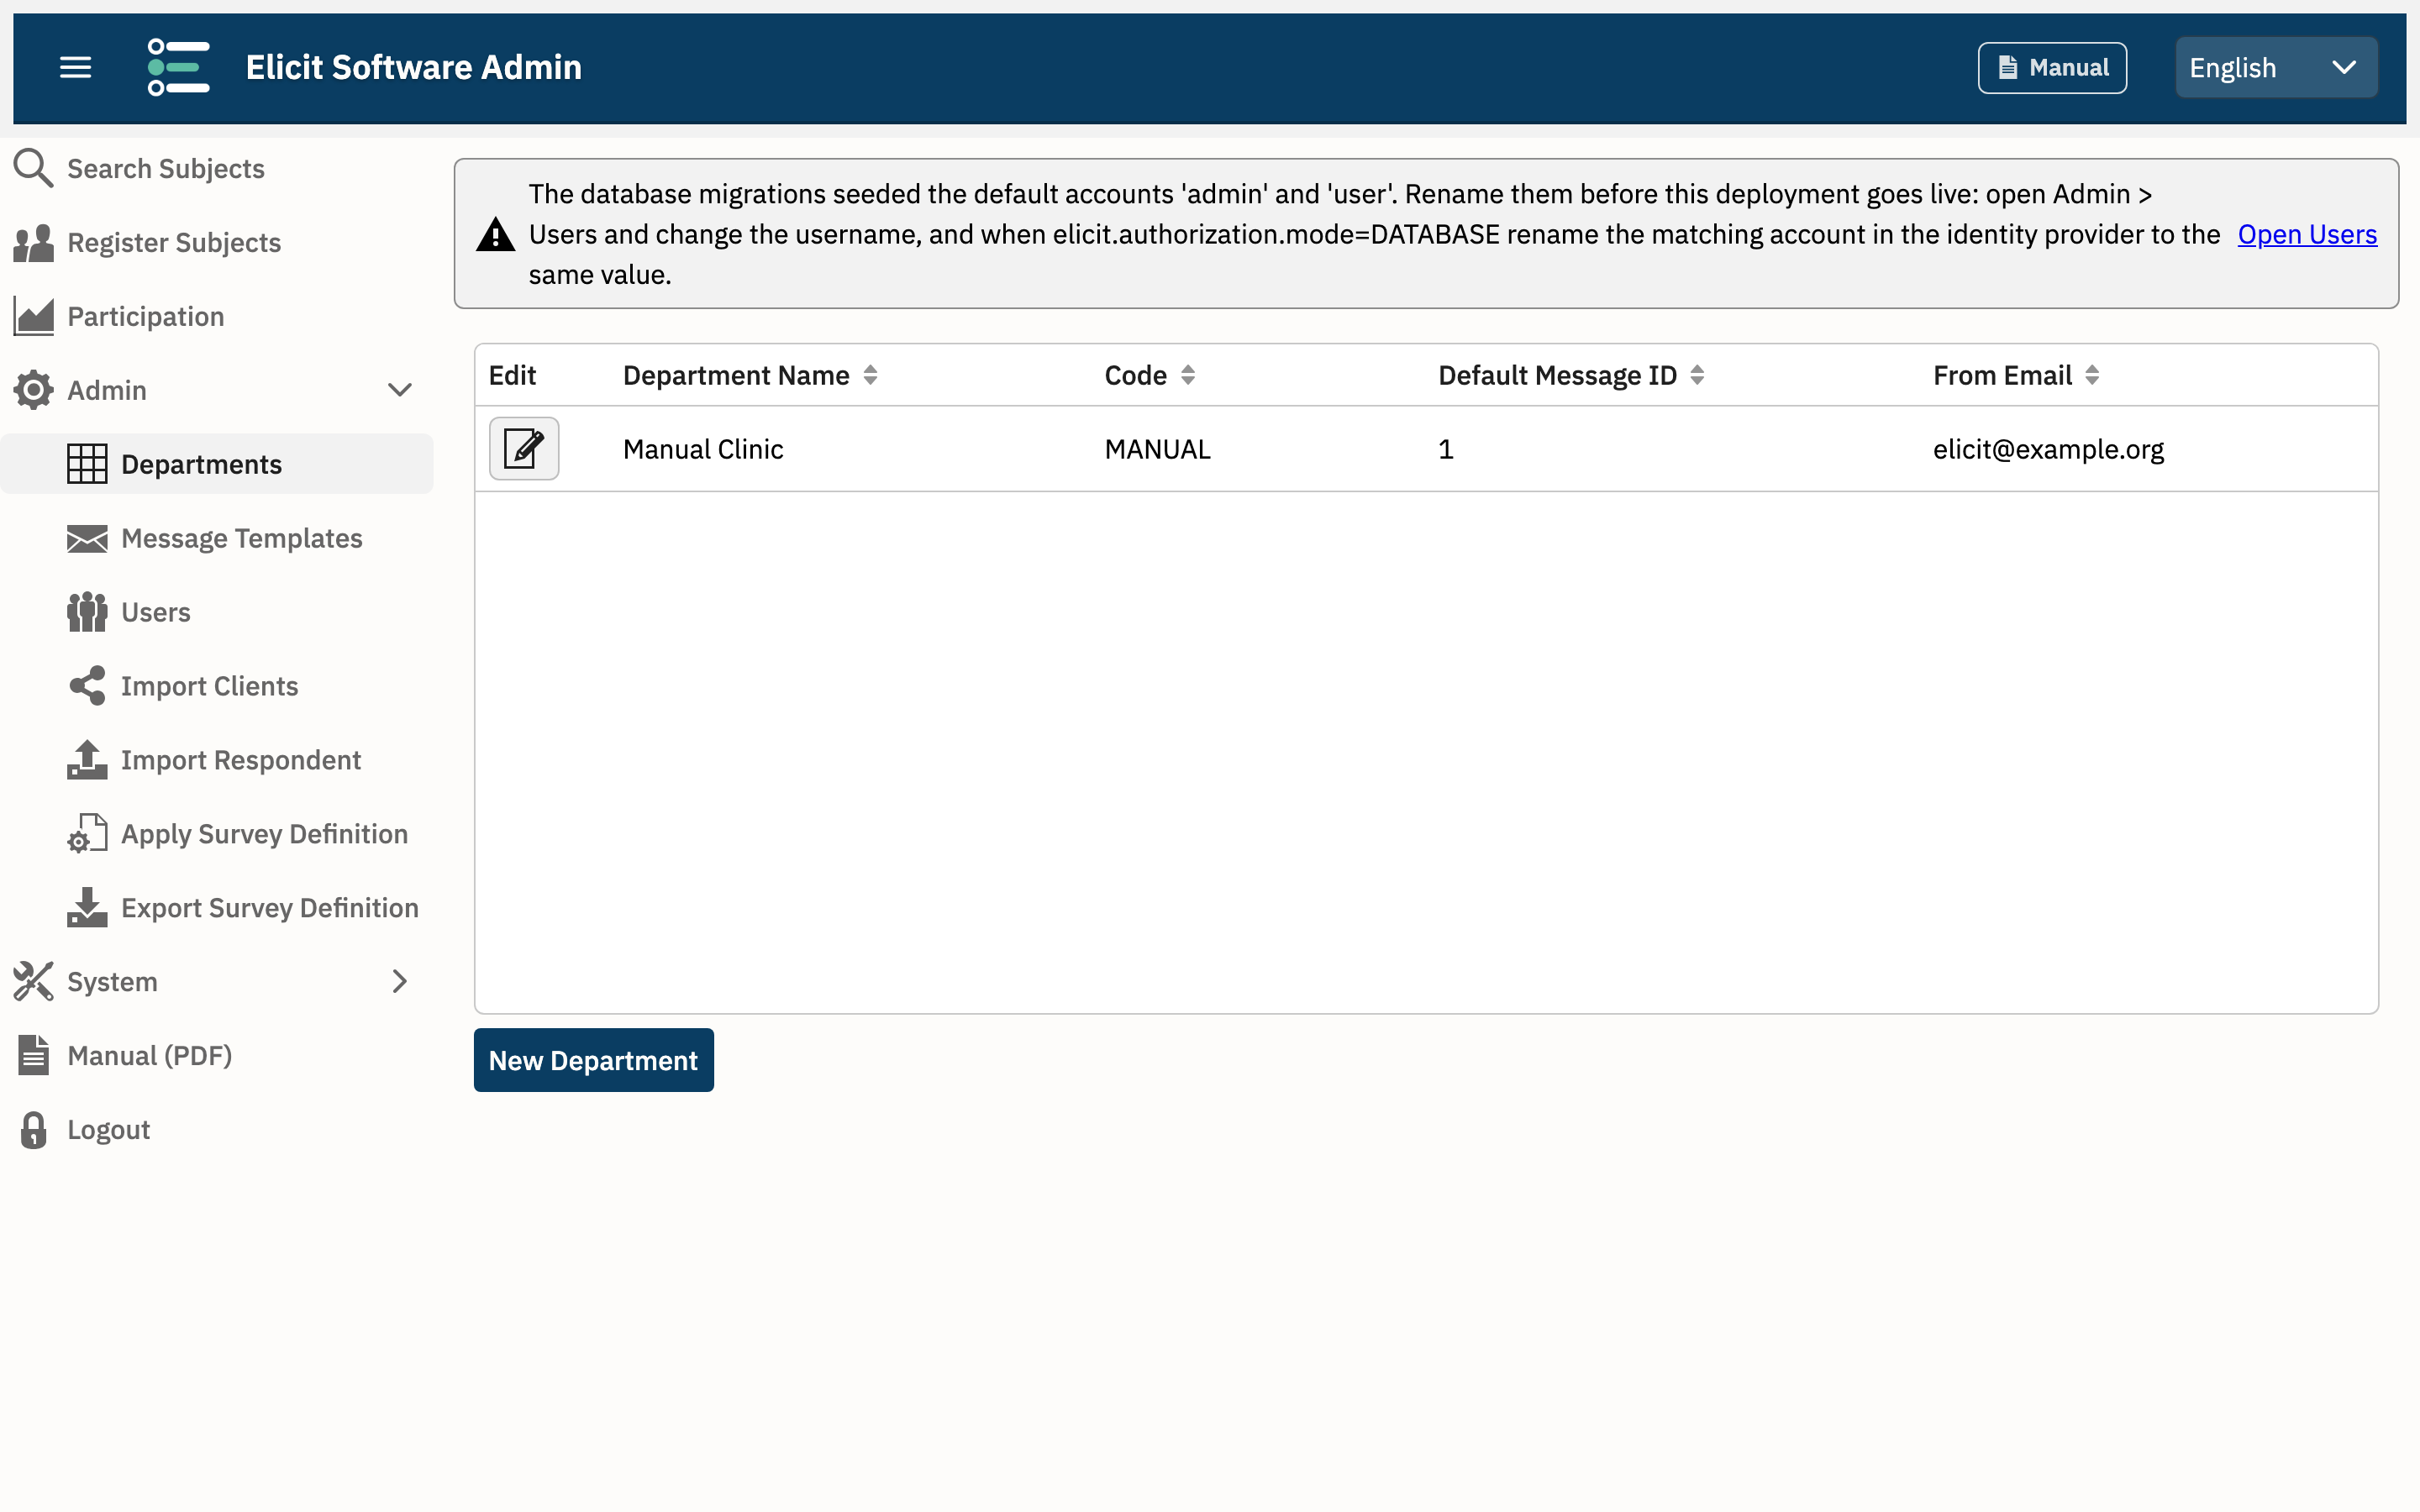 Elicit Software Admin
Manual
English
Search Subjects
Register Subjects
Participation
Admin
Departments
Message Templates
Users
Import Clients
Import Respondent
Apply Survey Definition
Export Survey Definition
System
Manual (PDF)
Logout
The database migrations seeded the default accounts 'admin' and 'user'. Rename them before this deployment goes live: open Admin >
Users and change the username, and when elicit.authorization.mode=DATABASE rename the matching account in the identity provider to the
same value.
Open Users
Edit Department Name Code Default Message ID From Email
Manual Clinic MANUAL 1 elicit@example.org
New Department